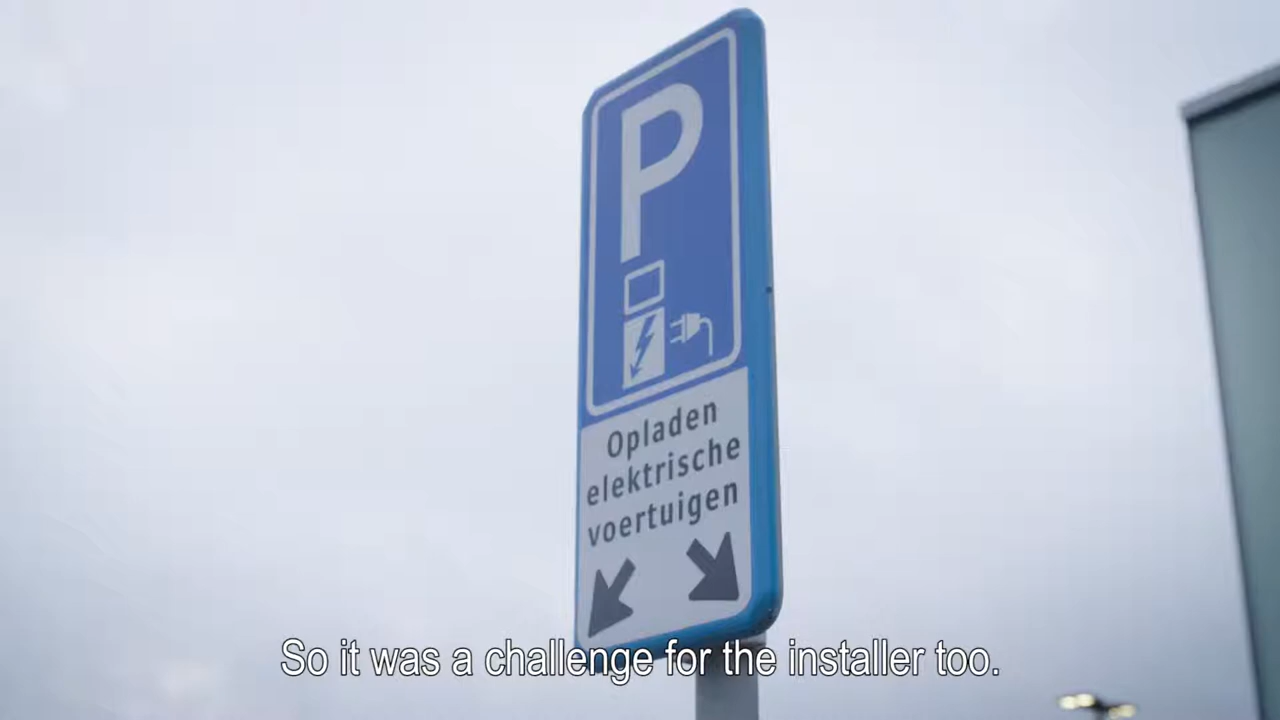 P
Opladen
elektrische
voertuigen
So it was a challenge for the installer too.